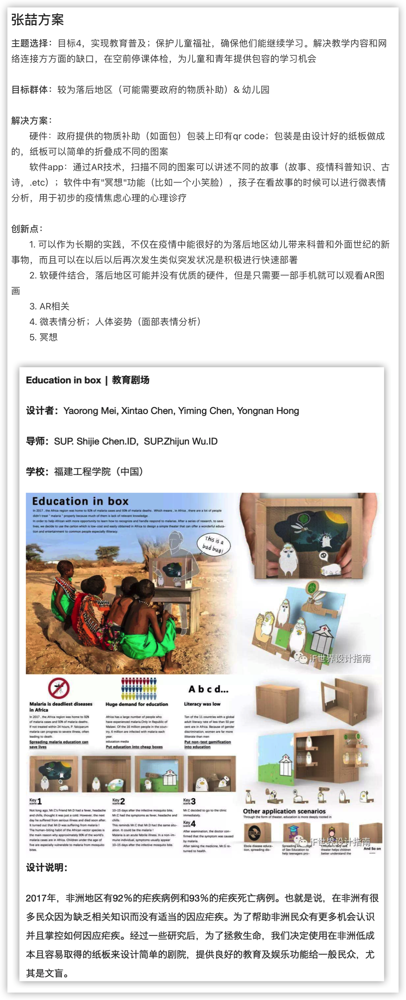 张喆方案
主题选择：目标4，实现教育普及；保护儿童福祉，确保他们能继续学习。解决教学内容和网
络连接方方面的缺口，在空前停课体检，为儿童和青年提供包容的学习机会
目标群体：较为落后地区（可能需要政府的物质补助）& 幼儿园
解决方案：
硬件：政府提供的物质补助（如面包）包装上印有qr code；包装是由设计好的纸板做成
的，纸板可以简单的折叠成不同的图案
软件app：通过AR技术，扫描不同的图案可以讲述不同的故事（故事、疫情科普知识、古
诗，.etc）；软件中有"冥想"功能（比如一个小笑脸），孩子在看故事的时候可以进行微表情
分析，用于初步的疫情焦虑心理的心理诊疗
创新点：
1. 可以作为长期的实践，不仅在疫情中能很好的为落后地区幼儿带来科普和外面世纪的新
事物，而且可以在以后以后再次发生类似突发状况是积极进行快速部署
2. 软硬件结合，落后地区可能并没有优质的硬件，但是只需要一部手机就可以观看AR图
画
3. AR相关
4. 微表情分析；人体姿势（面部表情分析）
5. 冥想
Education in box | 教育剧场
设计者：Yaorong Mei, Xintao Chen, Yiming Chen, Yongnan Hong
导师：SUP. Shijie Chen.ID, SUP.Zhijun Wu.ID
学校：福建工程学院（中国）
Education in box
In 2017 , the Africa region was home to 92% of malaria cases and 93% of malaria deaths . Which means , in Africa , there are a lot of people
didn't treat " malaria " properly because much of them is lack of relevant knowledge .
In order to help African with more opportunity to learn how to recognize and handle respond to malarias. After a series of research, to save
lives, we decide to use the carton which is low-cost and easily obtained in Africa to design a simple theater that can offer a wonderful educa-
tion and entertainment to common people especially illiteracy.
This is a
bad bug!
iF世界设计指南
Malaria is deadliest diseases
in Africa
In 2017 , the Africa region was home to 92%
of malaria cases and 93% of malaria deaths .
If not treated within 24 hours, P. falciparum
malaria can progress to severe illness, often
leading to death.
Spreading malaria education can
save lives
Huge demand for education
Africa has a large number of people who
have experienced malaria.Only in Republic of
Malawi. Of the 16 million people in the coun-
try, 6 million are infected with malaria each
year.
education media
Put education into cheap boxes
A b c d...
Literacy was low
Ten of the 11 countries with a global
adult literacy rate of less than 50 per
cent are in Africa. Because of gender
discrimination, women are far more
illiterate than men
Put non-text gamification
into education
Key scene 1
Not long ago, Mr.C's Friend Mr.D had a fever, headache
and chills, thought it was just a cold. However, the next
day he suffered from serious illness and died soon after.
It turned out that Mr.D was suffering from malaria !
The human-biting habit of the African vector species is
the main reason why approximately 90% of the world's
malaria cases are in Africa. Children under the age of
five are especially vulnerable to malaria from mosquito
bites.
Key scene 2
10–15 days after the infective mosquito bite,
Mr.C had the symptoms as fever, headache and
chills.
This reminds Mr.C that Mr.D had the same situ-
ation. It could be the malaria !
Malaria is an acute febrile illness. In a non-im-
mune individual, symptoms usually appear
10–15 days after the infective mosquito bite.
Key scene 3
Mr.C decided to go to the clinic
immediately.
Key scene 4
After examination, the doctor con-
firmed that the symptom was caused
by malaria.
After taking the medicine, Mr.G re-
turned to health.
Other application scenarios
Through the form of theater, education is more deeply rooted in
EBOLA
Ebola disease educa-
tion, spreading dis-
Spreading
of Sex Education to
help teenagers pro-
Children's fairy tale
theater helps children
better understand the
And So on
......
iF世界设计指南
设计说明：
2017年，非洲地区有92%的疟疾病例和93%的疟疾死亡病例。也就是说，在非洲有很
多民众因为缺乏相关知识而没有适当的因应疟疾。为了帮助非洲民众有更多机会认识
并且掌控如何因应疟疾。经过一些研究后，为了拯救生命，我们决定使用在非洲低成
本且容易取得的纸板来设计简单的剧院，提供良好的教育及娱乐功能给一般民众，尤
其是文盲。